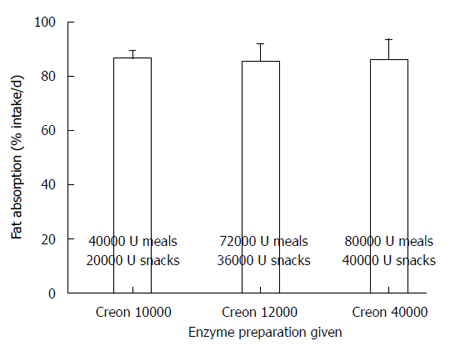 100
80
60
40
20
0
Fat absorption (% intake/d)
40000 U meals
20000 U snacks
72000 U meals
36000 U snacks
80000 U meals
40000 U snacks
Creon 10000
Creon 12000
Creon 40000
Enzyme preparation given